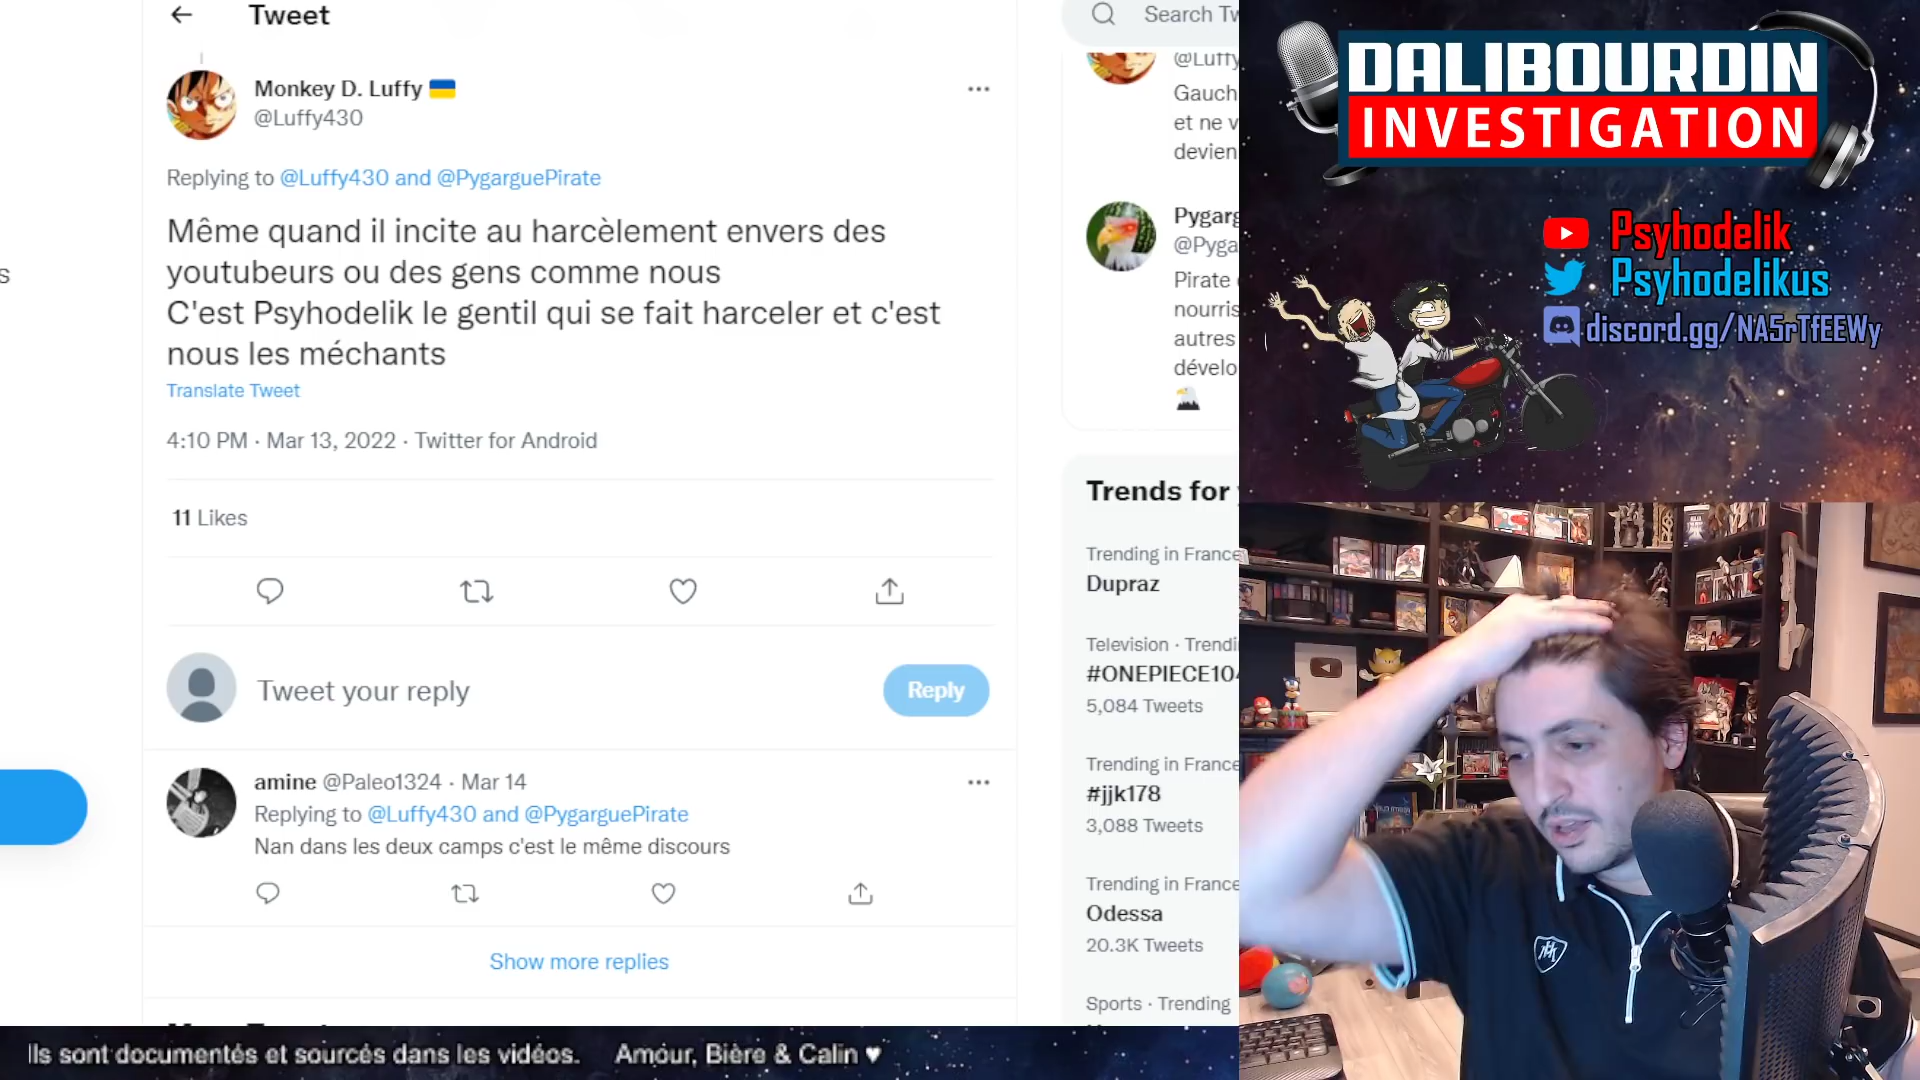 Tweet
Monkey D. Luffy
@Luffy430
Replying to @Luffy430 and @PygarguePirate
Même quand il incite au harcèlement envers des
youtubeurs ou des gens comme nous
C'est Psyhodelik le gentil qui se fait harceler et c'est
nous les méchants
Translate Tweet
4:10 PM · Mar 13, 2022 · Twitter for Android
11 Likes
Tweet your reply
Reply
amine @Paleo1324 · Mar 14
Replying to @Luffy430 and @PygarguePirate
Nan dans les deux camps c'est le même discours
Show more replies
Search Tw
@Luffy
Gauch
et ne v
devien
Pygarg
@Pyga
Pirate
nourris
autres
dévelo
Trends for
Trending in France
Dupraz
Television · Trendi
#ONEPIECE104
5,084 Tweets
Trending in France
#jjk178
3,088 Tweets
Trending in France
Odessa
20.3K Tweets
Sports · Trending
DALIBOURDIN
INVESTIGATION
Psyhodelik
Psyhodelikus
discord.gg/NA5rTfEEWy
Ils sont documentés et sourcés dans les vidéos. Amour, Bière & Calin ♥